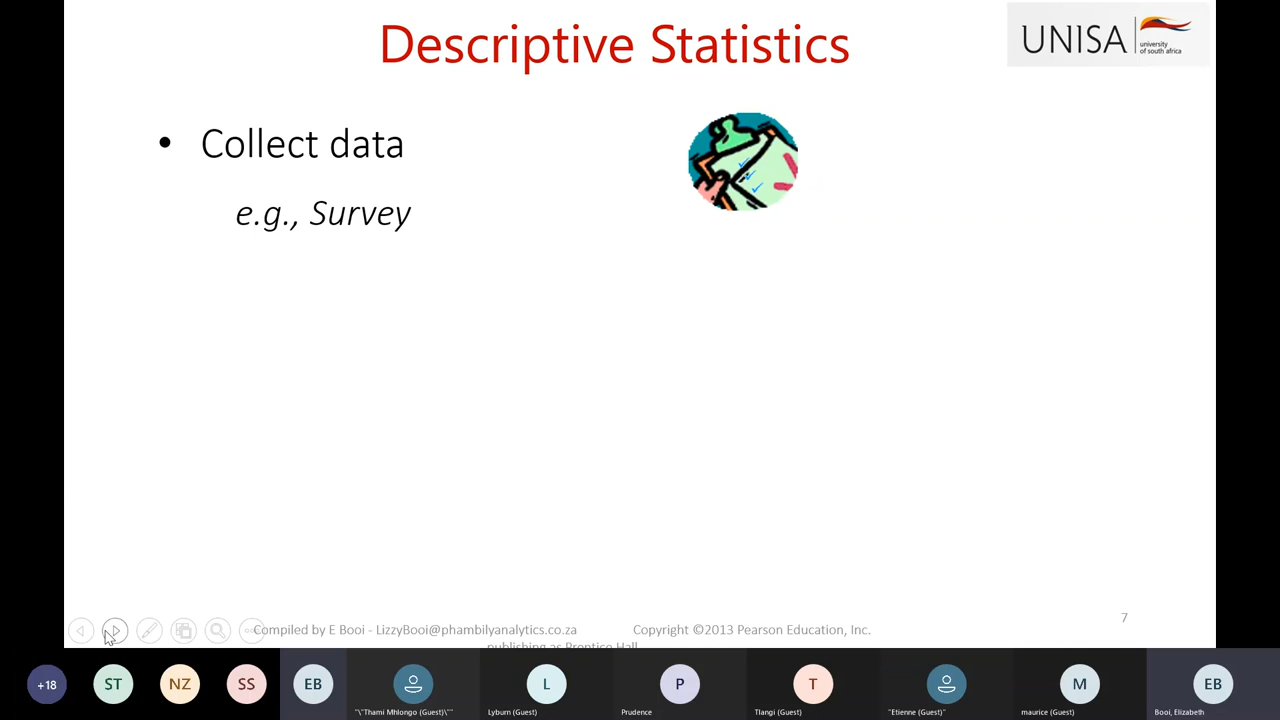 Descriptive Statistics
UNISA
university
of south africa
• Collect data
e.g., Survey
7
Compiled by E Booi - LizzyBooi@phambilyanalytics.co.za
Copyright ©2013 Pearson Education, Inc.
publishing as Prentice Hall
+18
ST
NZ
SS
EB
L
P
T
M
EB
"\"Thami Mhlongo (Guest)\""
Lyburn (Guest)
Prudence
Tlangi (Guest)
"Etienne (Guest)"
maurice (Guest)
Booi, Elizabeth